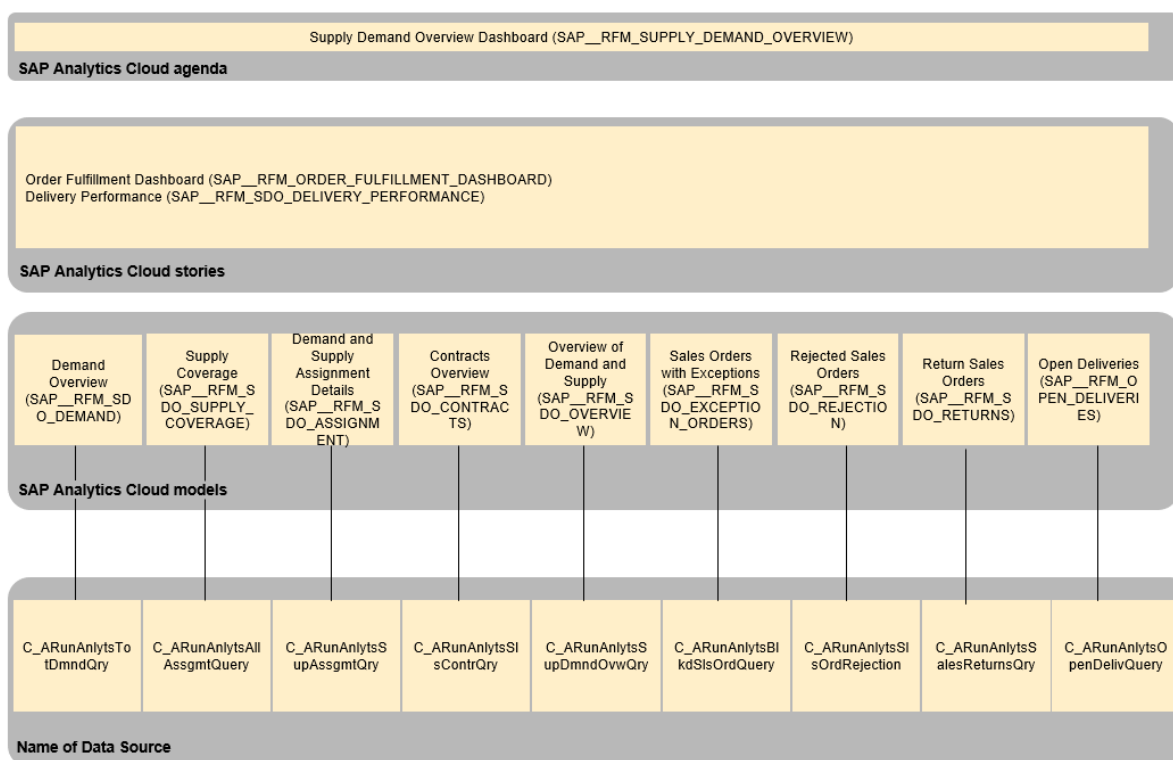 Supply Demand Overview Dashboard (SAP__RFM_SUPPLY_DEMAND_OVERVIEW)
SAP Analytics Cloud agenda
Order Fulfillment Dashboard (SAP__RFM_ORDER_FULFILLMENT_DASHBOARD)
Delivery Performance (SAP__RFM_SDO_DELIVERY_PERFORMANCE)
SAP Analytics Cloud stories
Demand
Overview
(SAP__RFM_SD
O_DEMAND)
Supply
Coverage
(SAP__RFM_S
DO_SUPPLY_
COVERAGE)
Demand and
Supply
Assignment
Details
(SAP__RFM_S
DO_ASSIGNM
ENT)
Contracts
Overview
(SAP__RFM_S
DO_CONTRAC
TS)
Overview of
Demand and
Supply
(SAP__RFM_S
DO_OVERVIE
W)
Sales Orders
with Exceptions
(SAP__RFM_S
DO_EXCEPTIO
N_ORDERS)
Rejected Sales
Orders
(SAP__RFM_S
DO_REJECTIO
N)
Return Sales
Orders
(SAP__RFM_S
DO_RETURNS)
Open Deliveries
(SAP__RFM_O
PEN_DELIVERI
ES)
SAP Analytics Cloud models
C_ARunAnlytsTo
tDmndQry
C_ARunAnlytsAll
AssgmtQuery
C_ARunAnlytsS
upAssgmtQry
C_ARunAnlytsSl
sContrQry
C_ARunAnlytsS
upDmndOvwQry
C_ARunAnlytsBl
kdSlsOrdQuery
C_ARunAnlytsSl
sOrdRejection
C_ARunAnlytsS
alesReturnsQry
C_ARunAnlytsO
penDelivQuery
Name of Data Source